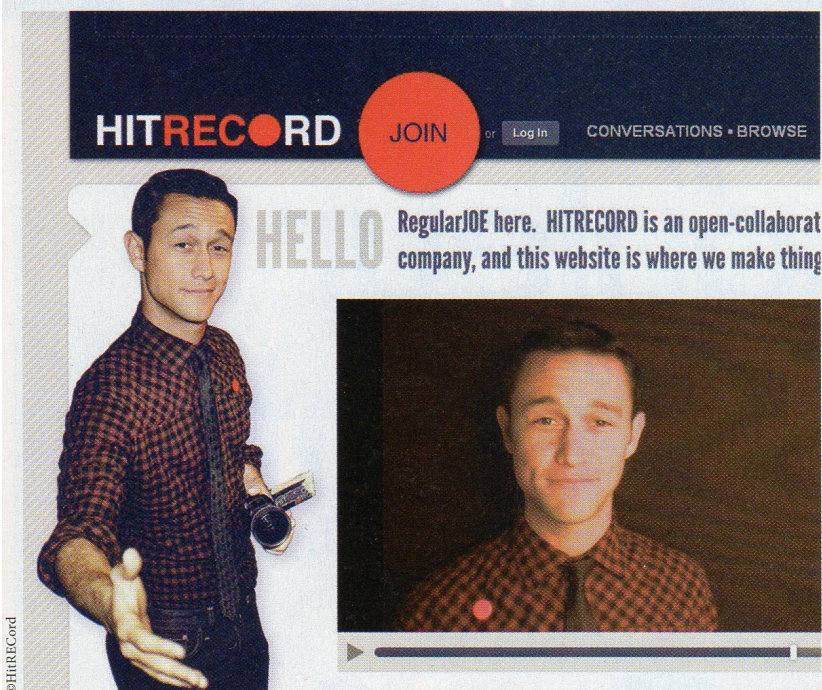 HITRECORD
JOIN
or
Log In
CONVERSATIONS • BROWSE
HELLO
RegularJOE here. HITRECORD is an open-collaborat
company, and this website is where we make thing
©HitRECord